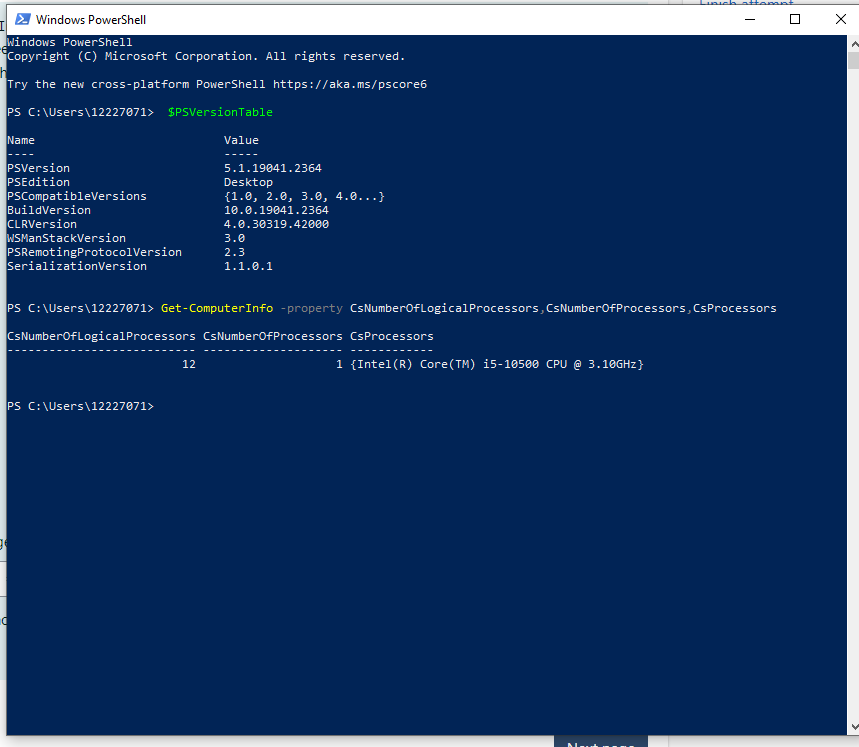 Finish attempt
Windows PowerShell
Windows PowerShell
Copyright (C) Microsoft Corporation. All rights reserved.
Try the new cross-platform PowerShell https://aka.ms/pscore6
PS C:\Users\12227071>  $PSVersionTable
Name                           Value
----                           -----
PSVersion                      5.1.19041.2364
PSEdition                      Desktop
PSCompatibleVersions           {1.0, 2.0, 3.0, 4.0...}
BuildVersion                   10.0.19041.2364
CLRVersion                     4.0.30319.42000
WSManStackVersion              3.0
PSRemotingProtocolVersion      2.3
SerializationVersion           1.1.0.1
PS C:\Users\12227071> Get-ComputerInfo -property CsNumberOfLogicalProcessors,CsNumberOfProcessors,CsProcessors
CsNumberOfLogicalProcessors CsNumberOfProcessors CsProcessors
--------------------------- -------------------- ------------
                         12                    1 {Intel(R) Core(TM) i5-10500 CPU @ 3.10GHz}
PS C:\Users\12227071>
Next page